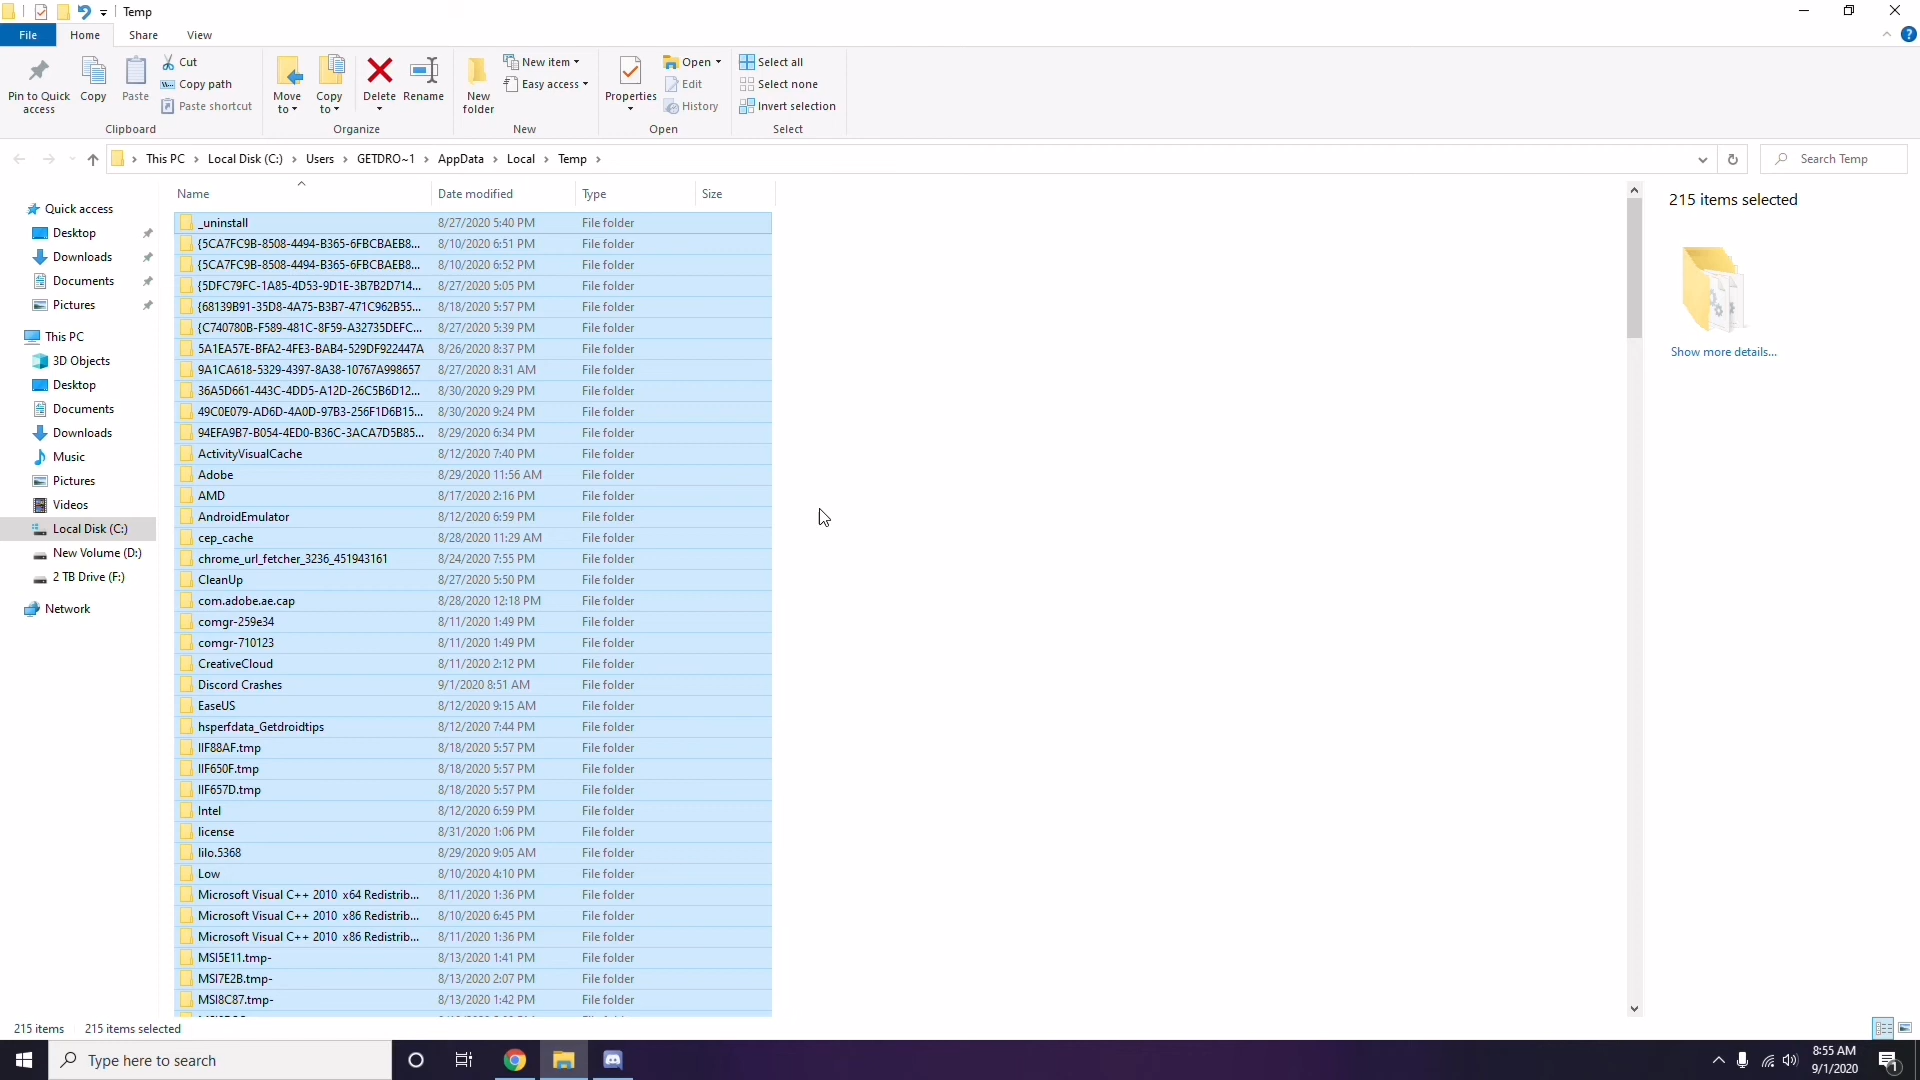 Temp
File Home Share View
Pin to Quick access
Copy
Paste
Cut
Copy path
Paste shortcut
Clipboard
Move to
Copy to
Delete
Rename
Organize
New folder
New item
Easy access
New
Properties
Open
Edit
History
Open
Select all
Select none
Invert selection
Select
This PC > Local Disk (C:) > Users > GETDRO~1 > AppData > Local > Temp >
Search Temp
Quick access
Desktop
Downloads
Documents
Pictures
This PC
3D Objects
Desktop
Documents
Downloads
Music
Pictures
Videos
Local Disk (C:)
New Volume (D:)
2 TB Drive (F:)
Network
Name Date modified Type Size
_uninstall 8/27/2020 5:40 PM File folder
{5CA7FC9B-8508-4494-B365-6FBCBAEB8... 8/10/2020 6:51 PM File folder
{5CA7FC9B-8508-4494-B365-6FBCBAEB8... 8/10/2020 6:52 PM File folder
{5DFC79FC-1A85-4D53-9D1E-3B7B2D714... 8/27/2020 5:05 PM File folder
{68139B91-35D8-4A75-B3B7-471C962B55... 8/18/2020 5:57 PM File folder
{C740780B-F589-481C-8F59-A32735DEFC... 8/27/2020 5:39 PM File folder
5A1EA57E-BFA2-4FE3-BAB4-529DF922447A 8/26/2020 8:37 PM File folder
9A1CA618-5329-4397-8A38-10767A998657 8/27/2020 8:31 AM File folder
36A5D661-443C-4DD5-A12D-26C5B6D12... 8/30/2020 9:29 PM File folder
49C0E079-AD6D-4A0D-97B3-256F1D6B15... 8/30/2020 9:24 PM File folder
94EFA9B7-B054-4ED0-B36C-3ACA7D5B85... 8/29/2020 6:34 PM File folder
ActivityVisualCache 8/12/2020 7:40 PM File folder
Adobe 8/29/2020 11:56 AM File folder
AMD 8/17/2020 2:16 PM File folder
AndroidEmulator 8/12/2020 6:59 PM File folder
cep_cache 8/28/2020 11:29 AM File folder
chrome_url_fetcher_3236_451943161 8/24/2020 7:55 PM File folder
CleanUp 8/27/2020 5:50 PM File folder
com.adobe.ae.cap 8/28/2020 12:18 PM File folder
comgr-259e34 8/11/2020 1:49 PM File folder
comgr-710123 8/11/2020 1:49 PM File folder
CreativeCloud 8/11/2020 2:12 PM File folder
Discord Crashes 9/1/2020 8:51 AM File folder
EaseUS 8/12/2020 9:15 AM File folder
hsperfdata_Getdroidtips 8/12/2020 7:44 PM File folder
IIF88AF.tmp 8/18/2020 5:57 PM File folder
IIF650F.tmp 8/18/2020 5:57 PM File folder
IIF657D.tmp 8/18/2020 5:57 PM File folder
Intel 8/12/2020 6:59 PM File folder
license 8/31/2020 1:06 PM File folder
lilo.5368 8/29/2020 9:05 AM File folder
Low 8/10/2020 4:10 PM File folder
Microsoft Visual C++ 2010 x64 Redistrib... 8/11/2020 1:36 PM File folder
Microsoft Visual C++ 2010 x86 Redistrib... 8/10/2020 6:45 PM File folder
Microsoft Visual C++ 2010 x86 Redistrib... 8/11/2020 1:36 PM File folder
MSI5E11.tmp- 8/13/2020 1:41 PM File folder
MSI7E2B.tmp- 8/13/2020 2:07 PM File folder
MSI8C87.tmp- 8/13/2020 1:42 PM File folder
215 items selected
Show more details...
215 items 215 items selected
Type here to search
8:55 AM
9/1/2020
1